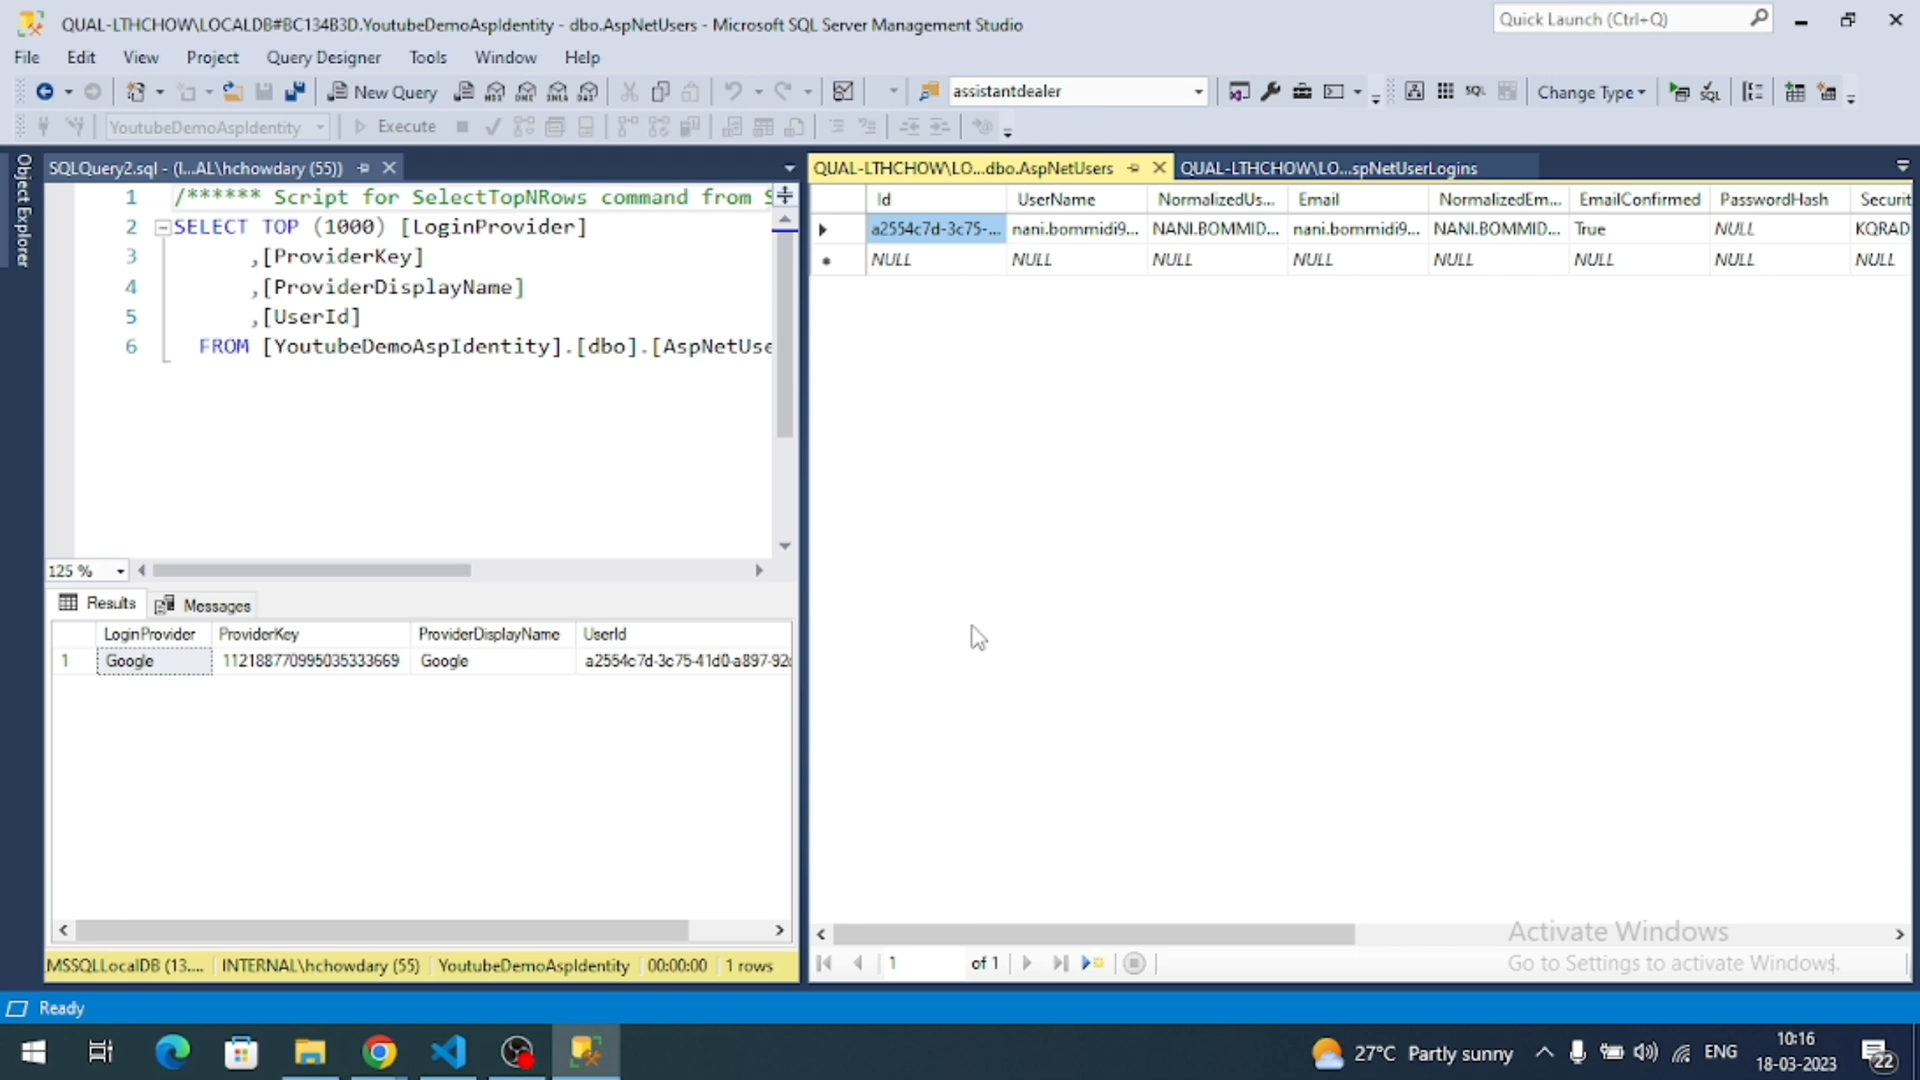 QUAL-LTHCHOW\LOCALDB#BC134B3D.YoutubeDemoAspIdentity - dbo.AspNetUsers - Microsoft SQL Server Management Studio
Quick Launch (Ctrl+Q)
File Edit View Project Query Designer Tools Window Help
New Query
assistantdealer
SQL
Change Type
SQL
YoutubeDemoAspIdentity
Execute
Object Explorer
SQLQuery2.sql - (l...AL\hchowdary (55))
QUAL-LTHCHOW\LO...dbo.AspNetUsers
QUAL-LTHCHOW\LO...spNetUserLogins
1 /****** Script for SelectTopNRows command from S
2 SELECT TOP (1000) [LoginProvider]
3 ,[ProviderKey]
4 ,[ProviderDisplayName]
5 ,[UserId]
6 FROM [YoutubeDemoAspIdentity].[dbo].[AspNetUse
125 %
Results Messages
LoginProvider ProviderKey ProviderDisplayName UserId
1 Google 112188770995035333669 Google a2554c7d-3c75-41d0-a897-92
MSSQLLocalDB (13.... INTERNAL\hchowdary (55) YoutubeDemoAspIdentity 00:00:00 1 rows
Id UserName NormalizedUs... Email NormalizedEm... EmailConfirmed PasswordHash Securit
a2554c7d-3c75-... nani.bommidi9... NANI.BOMMID... nani.bommidi9... NANI.BOMMID... True NULL KQRAD
NULL NULL NULL NULL NULL NULL NULL NULL
Activate Windows
Go to Settings to activate Windows.
1 of 1
Ready
27°C Partly sunny
ENG
10:16
18-03-2023
22